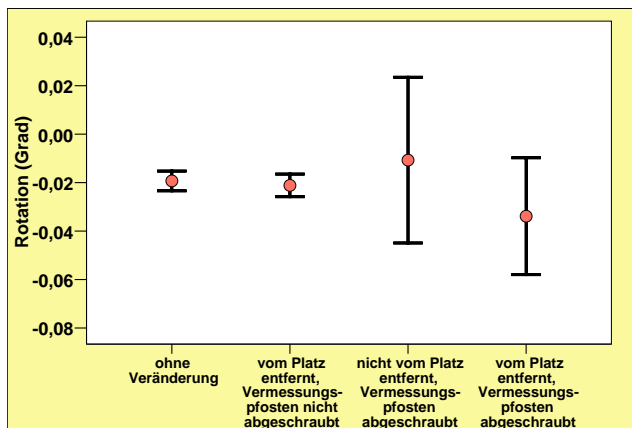 0,04
0,02
0,00
-0,02
-0,04
-0,06
-0,08
Rotation (Grad)
ohne
Veränderung
vom Platz
entfernt,
Vermessungs-
pfosten nicht
abgeschraubt
nicht vom Platz
entfernt,
Vermessungs-
pfosten
abgeschraubt
vom Platz
entfernt,
Vermessungs-
pfosten
abgeschraubt